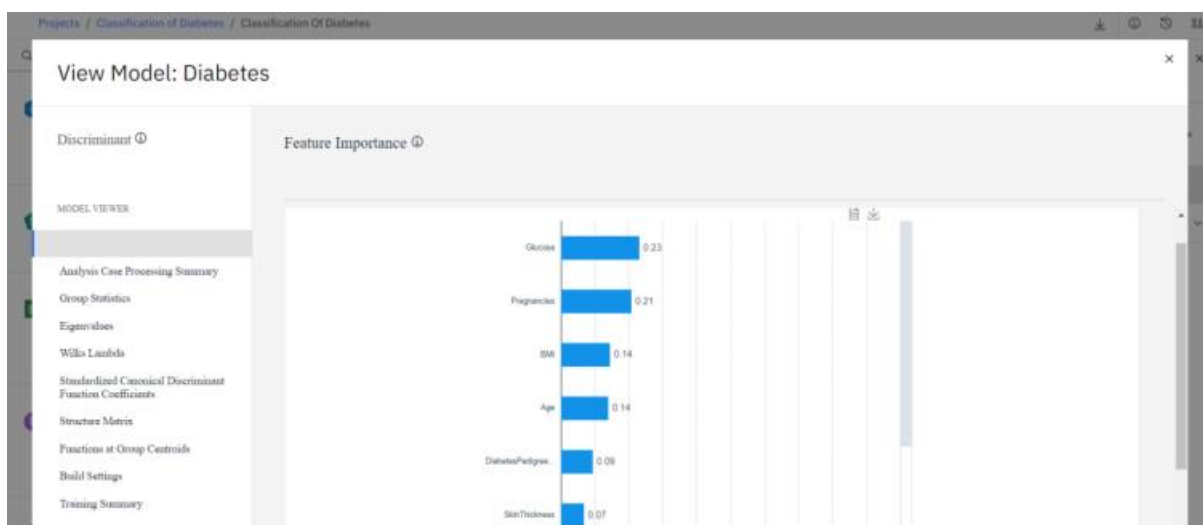 Projects / Classification of Diabetes / Classification Of Diabetes
View Model: Diabetes
Discriminant
MODEL VIEWER
Analysis Case Processing Summary
Group Statistics
Eigenvalues
Wilks Lambda
Standardized Canonical Discriminant
Function Coefficients
Structure Matrix
Functions at Group Centroids
Build Settings
Training Summary
Feature Importance
Glucose 0.23
Pregnancies 0.21
BMI 0.14
Age 0.14
DiabetesPedigree... 0.09
SkinThickness 0.07